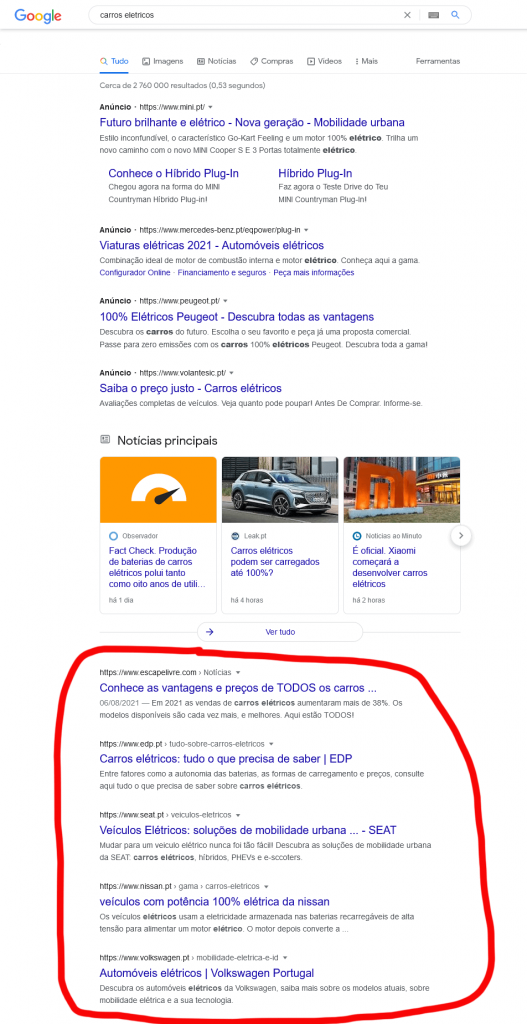 Google
carros eletricos
Tudo Imagens Notícias Compras Vídeos Mais Ferramentas
Cerca de 2 760 000 resultados (0,53 segundos)
Anúncio · https://www.mini.pt/
Futuro brilhante e elétrico - Nova geração - Mobilidade urbana
Estilo inconfundível, o característico Go-Kart Feeling e um motor 100% elétrico. Trilha um
novo caminho com o novo MINI Cooper S E 3 Portas totalmente elétrico.
Conhece o Híbrido Plug-In
Chegou agora na forma do MINI
Countryman Híbrido Plug-in!
Híbrido Plug-In
Faz agora o Teste Drive do Teu
MINI Countryman Plug-In!
Anúncio · https://www.mercedes-benz.pt/eqpower/plug-in
Viaturas elétricas 2021 - Automóveis elétricos
Combinação ideal de motor de combustão interna e motor elétrico. Conheça aqui a gama.
Configurador Online · Financiamento e seguros · Peça mais informações
Anúncio · https://www.peugeot.pt/
100% Elétricos Peugeot - Descubra todas as vantagens
Descubra os carros do futuro. Escolha o seu favorito e peça já uma proposta comercial.
Passe para zero emissões com os carros 100% elétricos Peugeot. Descubra toda a gama!
Anúncio · https://www.volantesic.pt/
Saiba o preço justo - Carros elétricos
Avaliações completas de veículos. Veja quanto pode poupar! Antes De Comprar. Informe-se.
Notícias principais
Observador
Fact Check. Produção
de baterias de carros
elétricos polui tanto
como oito anos de utili...
há 1 dia
Leak.pt
Carros elétricos
podem ser carregados
até 100%?
há 4 horas
Notícias ao Minuto
É oficial. Xiaomi
começará a
desenvolver carros
elétricos
há 2 horas
Ver tudo
https://www.escapelivre.com › Notícias
Conhece as vantagens e preços de TODOS os carros ...
06/08/2021 — Em 2021 as vendas de carros elétricos aumentaram mais de 38%. Os
modelos disponíveis são cada vez mais, e melhores. Aqui estão TODOS!
https://www.edp.pt › tudo-sobre-carros-eletricos
Carros elétricos: tudo o que precisa de saber | EDP
Entre fatores como a autonomia das baterias, as formas de carregamento e preços, consulte
aqui tudo o que precisa de saber sobre carros elétricos.
https://www.seat.pt › veiculos-eletricos
Veículos Elétricos: soluções de mobilidade urbana ... - SEAT
Mudar para um veiculo elétrico nunca foi tão fácil! Descubra as soluções de mobilidade urbana
da SEAT. carros elétricos, híbridos, PHEVs e e-sccoters.
https://www.nissan.pt › gama › carros-eletricos
veículos com potência 100% elétrica da nissan
Os veículos elétricos usam a eletricidade armazenada nas baterias recarregáveis de alta
tensão para alimentar um motor elétrico. O motor depois converte a ...
https://www.volkswagen.pt › mobilidade-eletrica-e-id
Automóveis elétricos | Volkswagen Portugal
Descubra os automóveis elétricos da Volkswagen, saiba mais sobre os modelos atuais, sobre
mobilidade elétrica e a sua tecnologia.